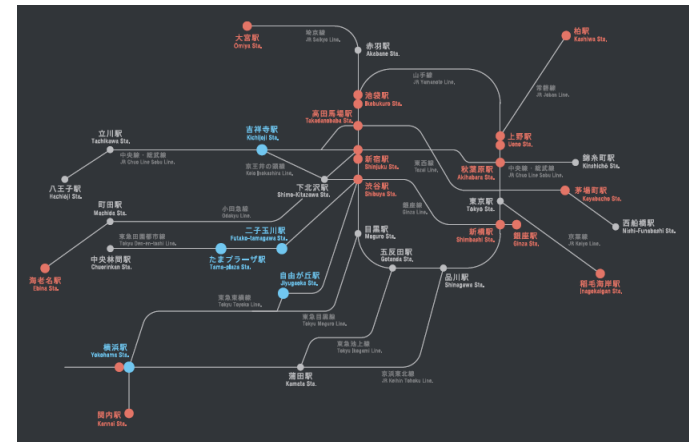 大宮駅
Omiya Sta.
埼京線
JR Saikyo Line.
赤羽駅
Akabane Sta.
柏駅
Kashiwa Sta.
山手線
JR Yamanote Line.
常磐線
JR Joban Line.
池袋駅
Ikebukuro Sta.
高田馬場駅
Takadanobaba Sta.
上野駅
Ueno Sta.
立川駅
Tachikawa Sta.
吉祥寺駅
Kichijoji Sta.
中央線・総武線
JR Chuo Line Sobu Line.
新宿駅
Shinjuku Sta.
東西線
Tozai Line.
秋葉原駅
Akihabara Sta.
中央線・総武線
JR Chuo Line Sobu Line.
錦糸町駅
京王井の頭線
八王子駅
Hachioji Sta.
下北沢駅
Shimo-Kitazawa Sta.
渋谷駅
Shibuya Sta.
茅場町駅
Kayabacho Sta.
町田駅
Machida Sta.
小田急線
Odakyu Line.
銀座線
Ginza Line.
東京駅
Tokyo Sta.
西船橋駅
Nishi-Funabashi Sta.
東急田園都市線
Tokyu Den-en-toshi Line.
二子玉川駅
Futako-tamagawa Sta.
目黒駅
Meguro Sta.
新橋駅
Shimbashi Sta.
銀座駅
Ginza Sta.
京葉線
JR Keiyo Line.
中央林間駅
Chuorinkan Sta.
たまプラーザ駅
Tama-plaza Sta.
五反田駅
Gotanda Sta.
品川駅
Shinagawa Sta.
海老名駅
Ebina Sta.
自由が丘駅
Jiyugaoka Sta.
稲毛海岸駅
Inagekaigan Sta.
東急東横線
Tokyu Toyoko Line.
東急目黒線
Tokyu Meguro Line.
東急池上線
Tokyu Ikegami Line.
横浜駅
Yokohama Sta.
蒲田駅
Kamata Sta.
京浜東北線
JR Keihin Tohoku Line.
関内駅
Kannai Sta.